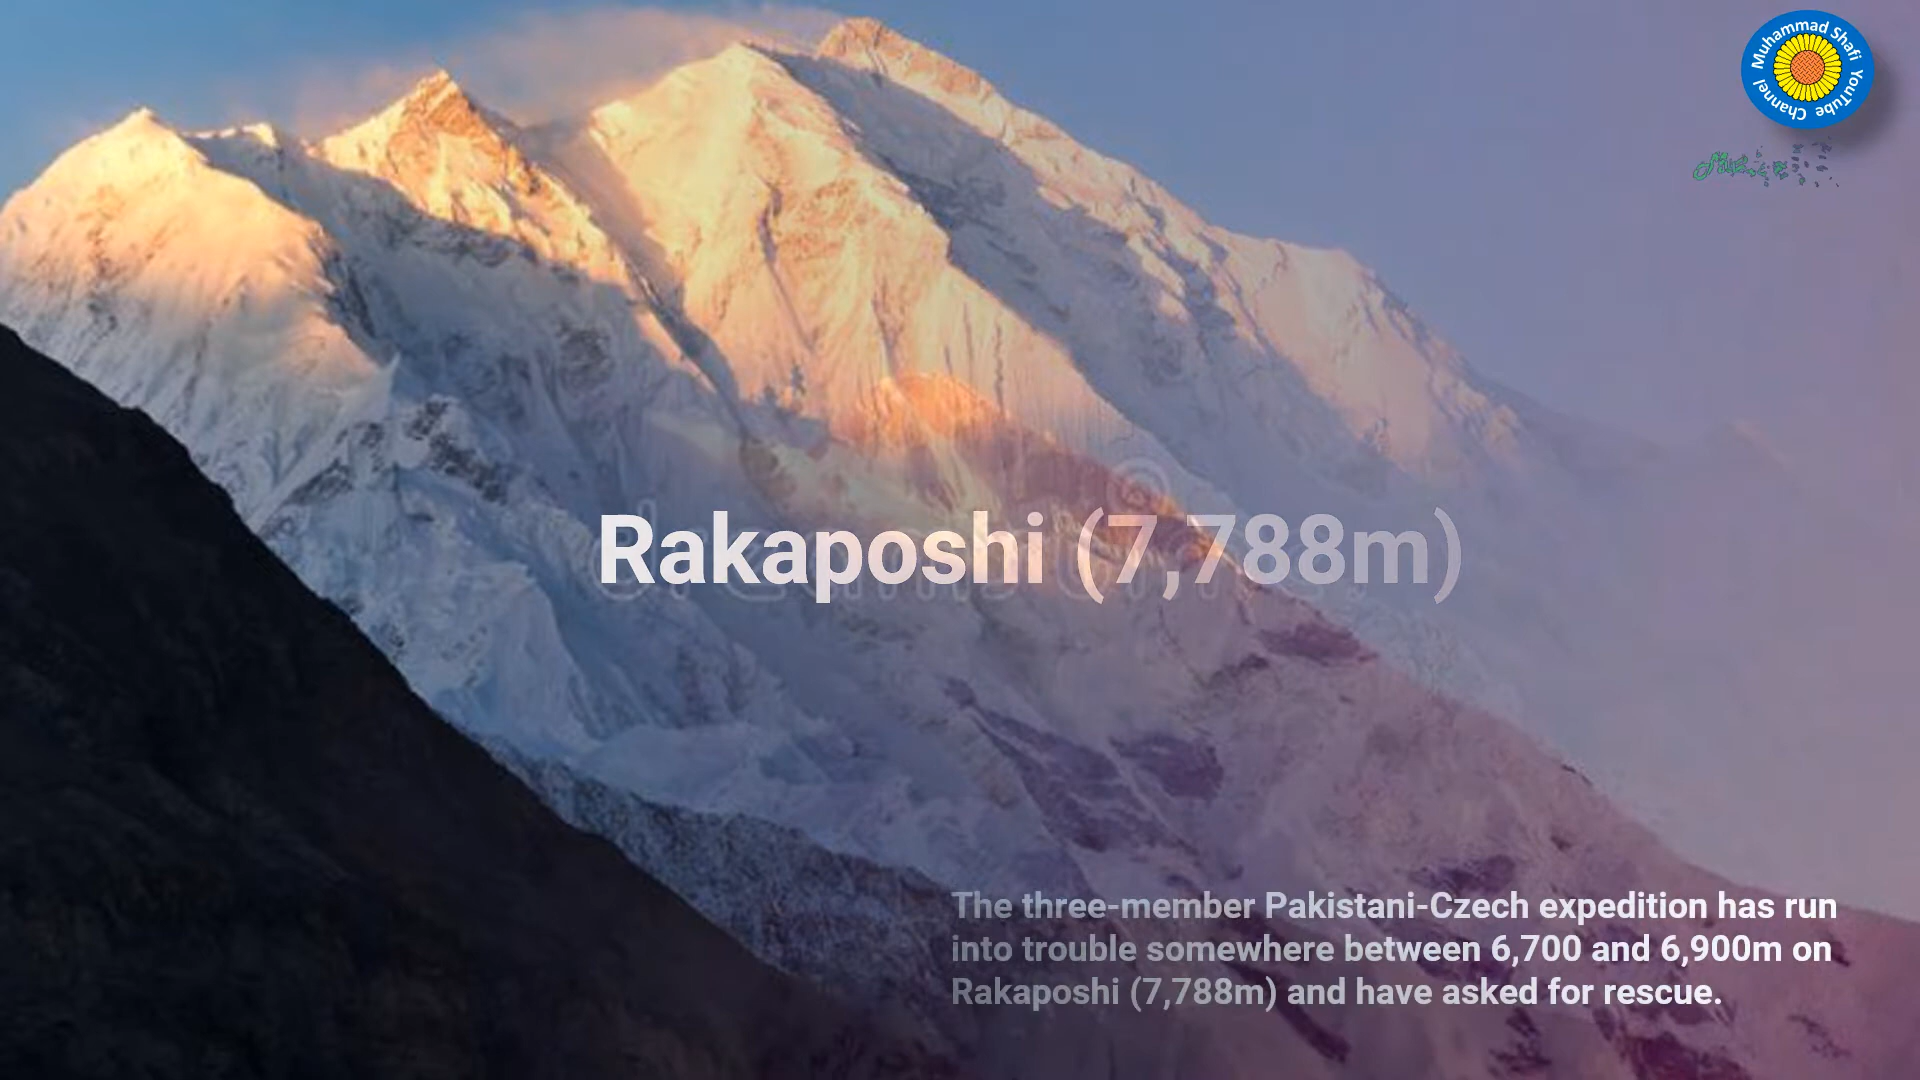 Muhammad Shafi YouTube Channel
Rakaposhi (7,788m)
The three-member Pakistani-Czech expedition has run
into trouble somewhere between 6,700 and 6,900m on
Rakaposhi (7,788m) and have asked for rescue.